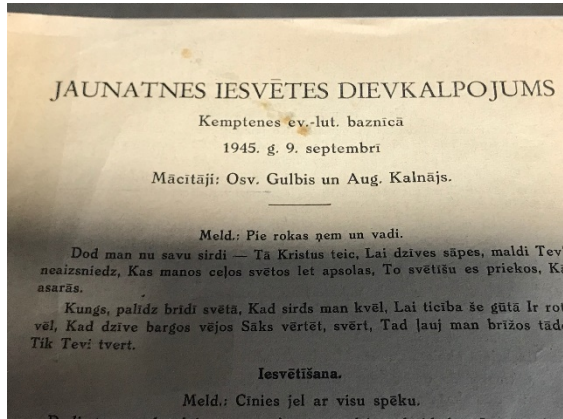 JAUNATNES IESVĒTES DIEVKALPOJUMS
Kemptenes ev.-lut. baznīcā
1945. g. 9. septembrī
Mācītāji: Osv. Gulbis un Aug. Kalnājs.
Meld.: Pie rokas ņem un vadi.
Dod man nu savu sirdi — Tā Kristus teic, Lai dzīves sāpes, maldi
neaizsniedz, Kas manos ceļos svētos iet apsolas, To svētīšu es priekos,
asarās.
Kungs, palīdz brīdī svētā, Kad sirds man kvēl, Lai ticība še gūtā Ir
vēl, Kad dzīve bargos vējos Sāks vērtēt, svērt, Tad ļauj man brīžos
Tik Tevi tvert.
Iesvētīšana.
Meld.: Cīnies jel ar visu spēku.